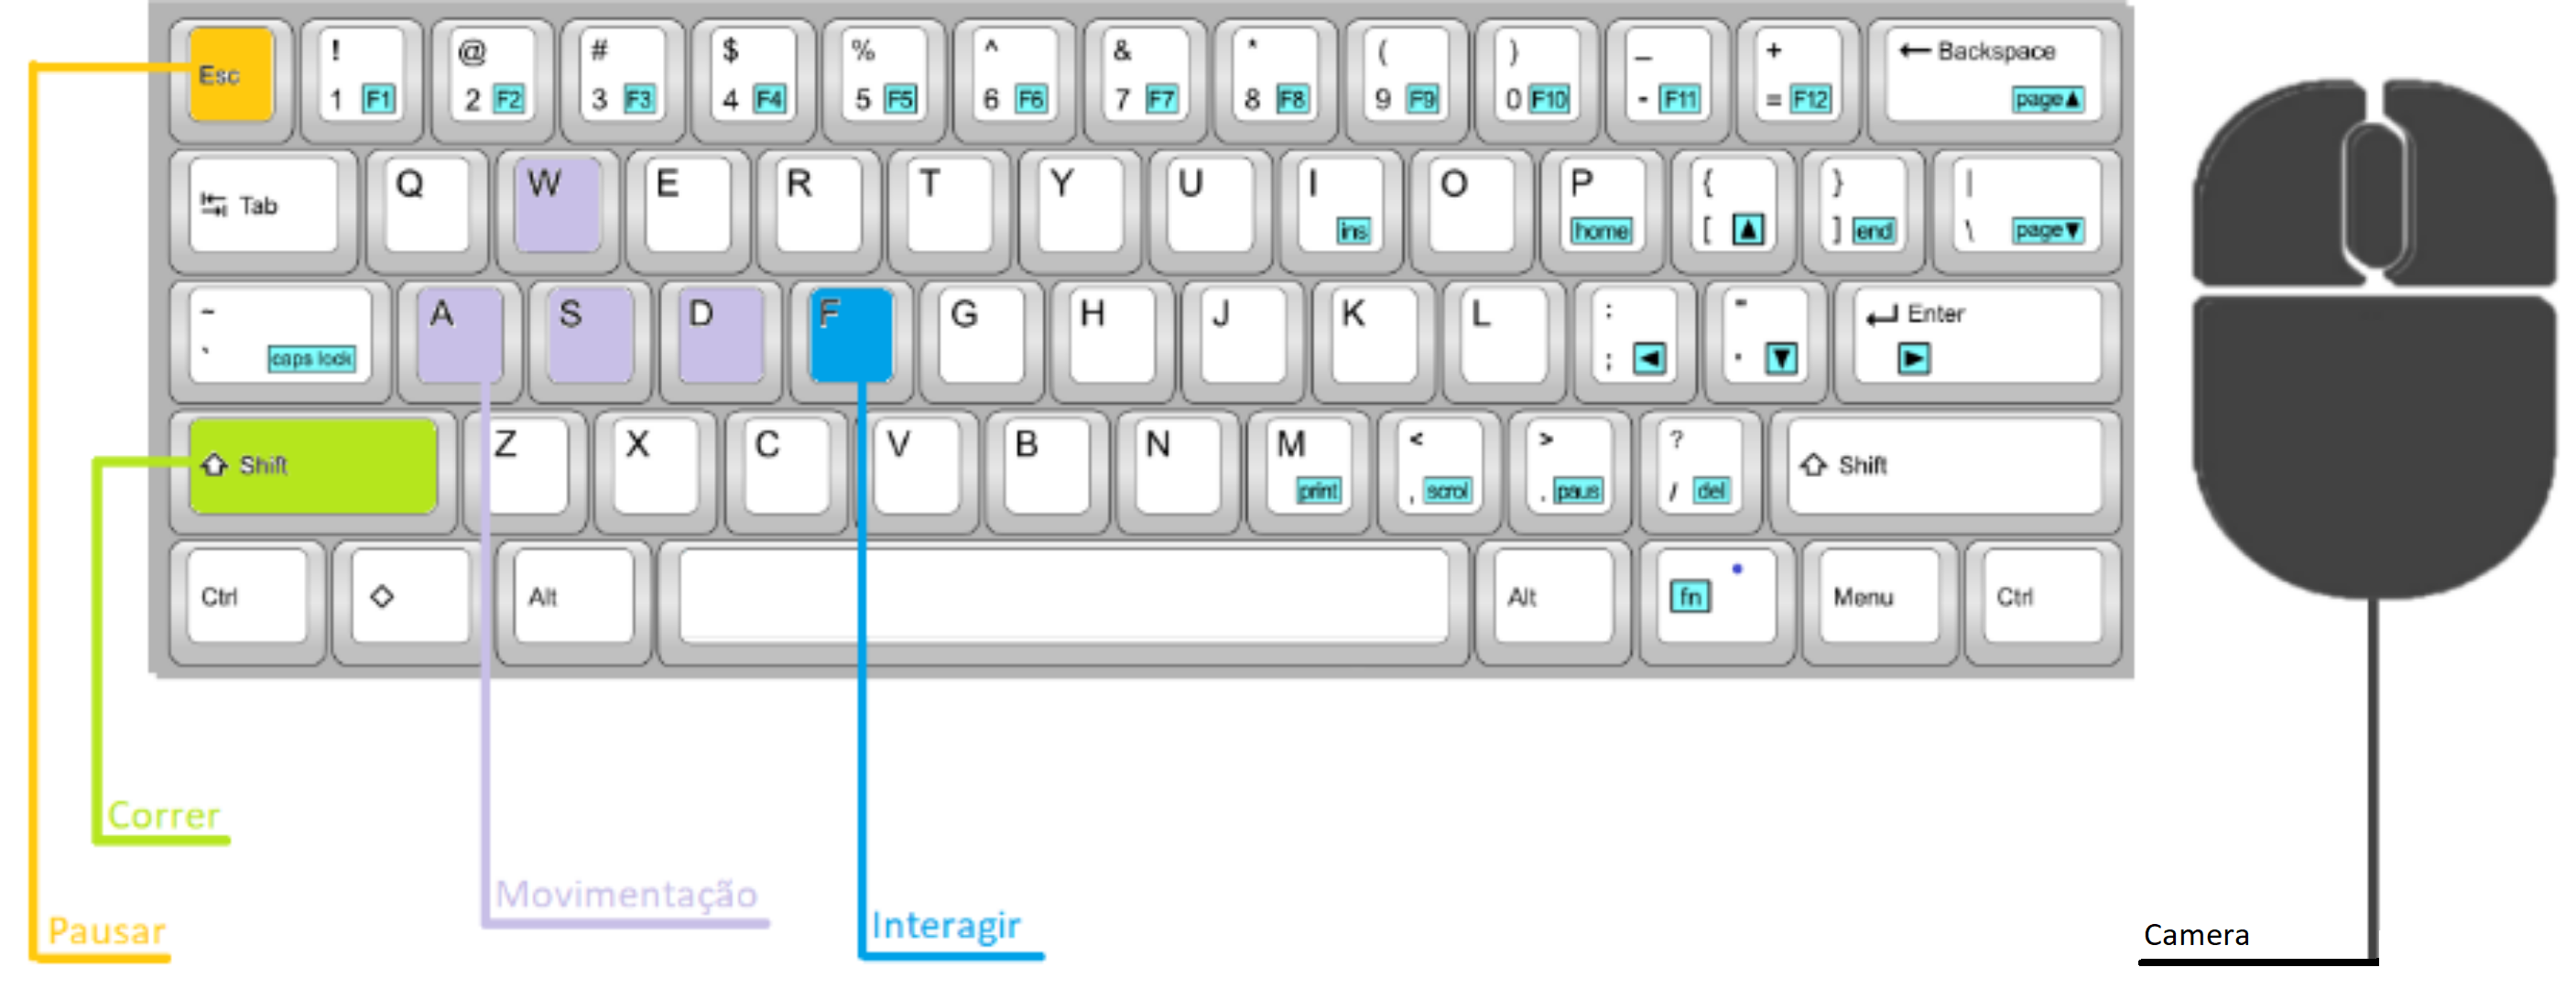 Esc ! 1 F1 @ 2 F2 # 3 F3 $ 4 F4 % 5 F5 ^ 6 F6 & 7 F7 * 8 F8 ( 9 F9 ) 0 F10 _ - F11 + = F12 ← Backspace page▲
Tab Q W E R T Y U I ins O P home { [ ▲ } ] end | \ page▼
~ ` caps lock A S D F G H J K L : ; ◀ " ' ▼ Enter ▶
Shift Z X C V B N M print < , scrol > . paus ? / del Shift
Ctrl ◇ Alt Alt fn Menu Ctrl
Correr
Movimentação
Pausar
Interagir
Camera